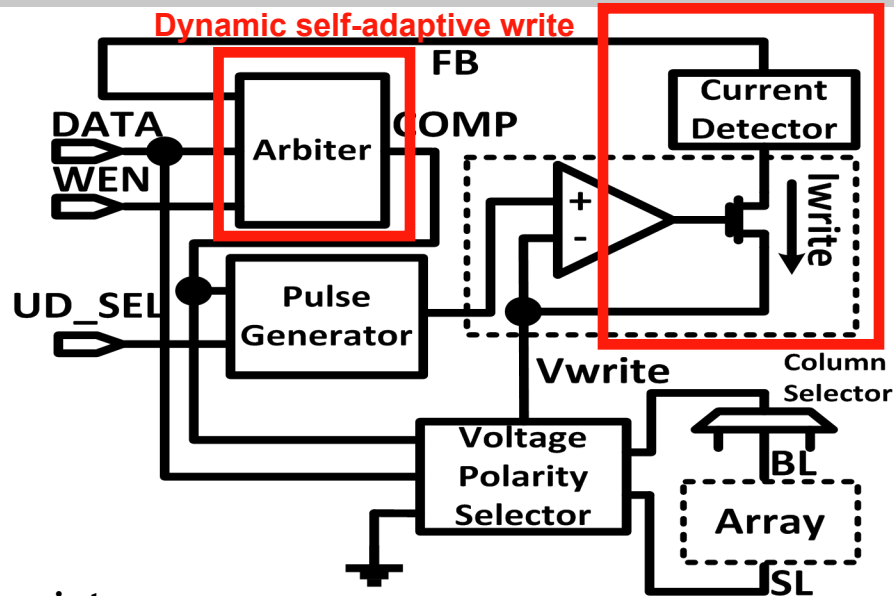 Dynamic self-adaptive write
FB
Current
Detector
DATA
COMP
Arbiter
WEN
+
-
Iwrite
Pulse
Generator
UD_SEL
Vwrite
Column
Selector
Voltage
Polarity
Selector
BL
Array
SL